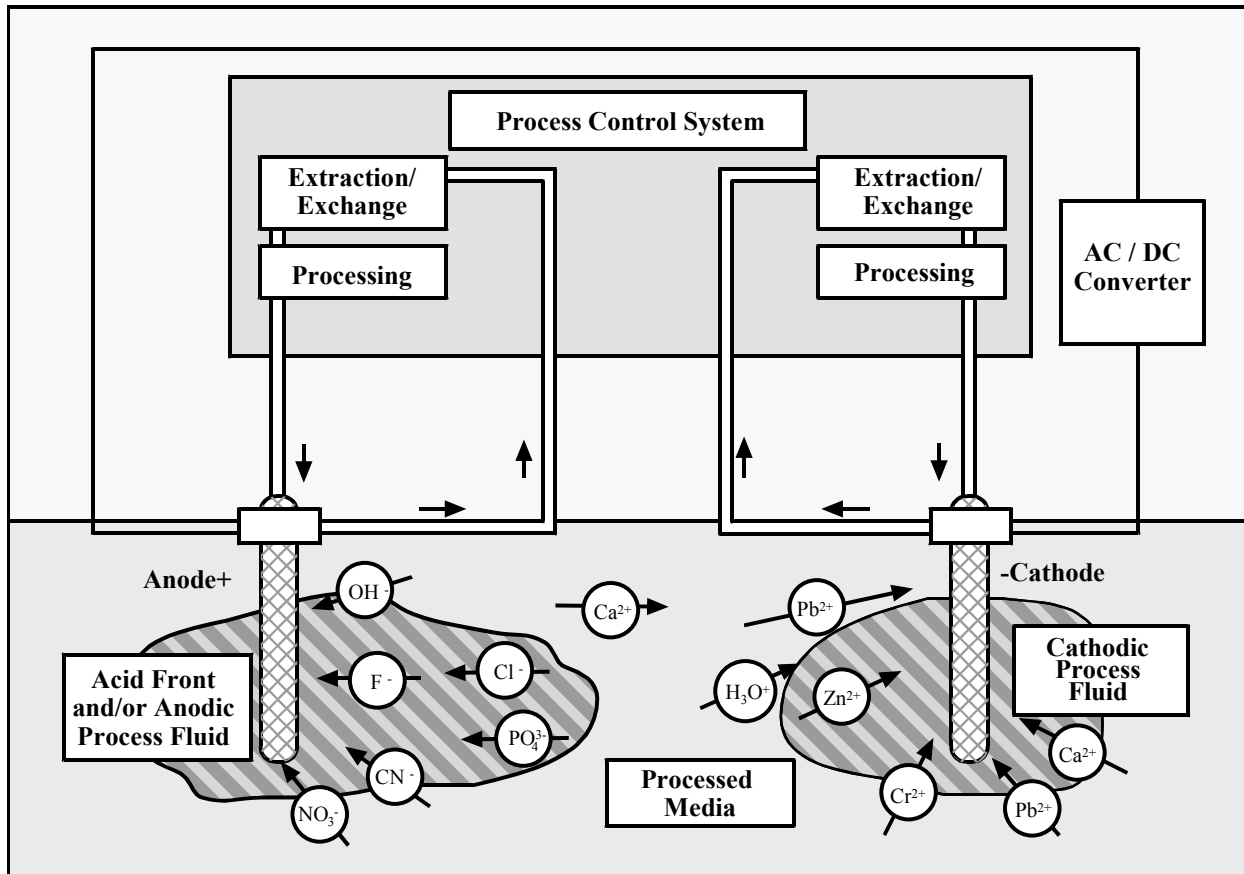 Process Control System
Extraction/
Exchange
Processing
Extraction/
Exchange
Processing
AC / DC
Converter
Anode+
-Cathode
OH -
Ca2+
Pb2+
F -
Cl -
H3O+
Zn2+
Cathodic
Process
Fluid
Acid Front
and/or Anodic
Process Fluid
PO43-
CN -
NO3-
Processed
Media
Cr2+
Pb2+
Ca2+